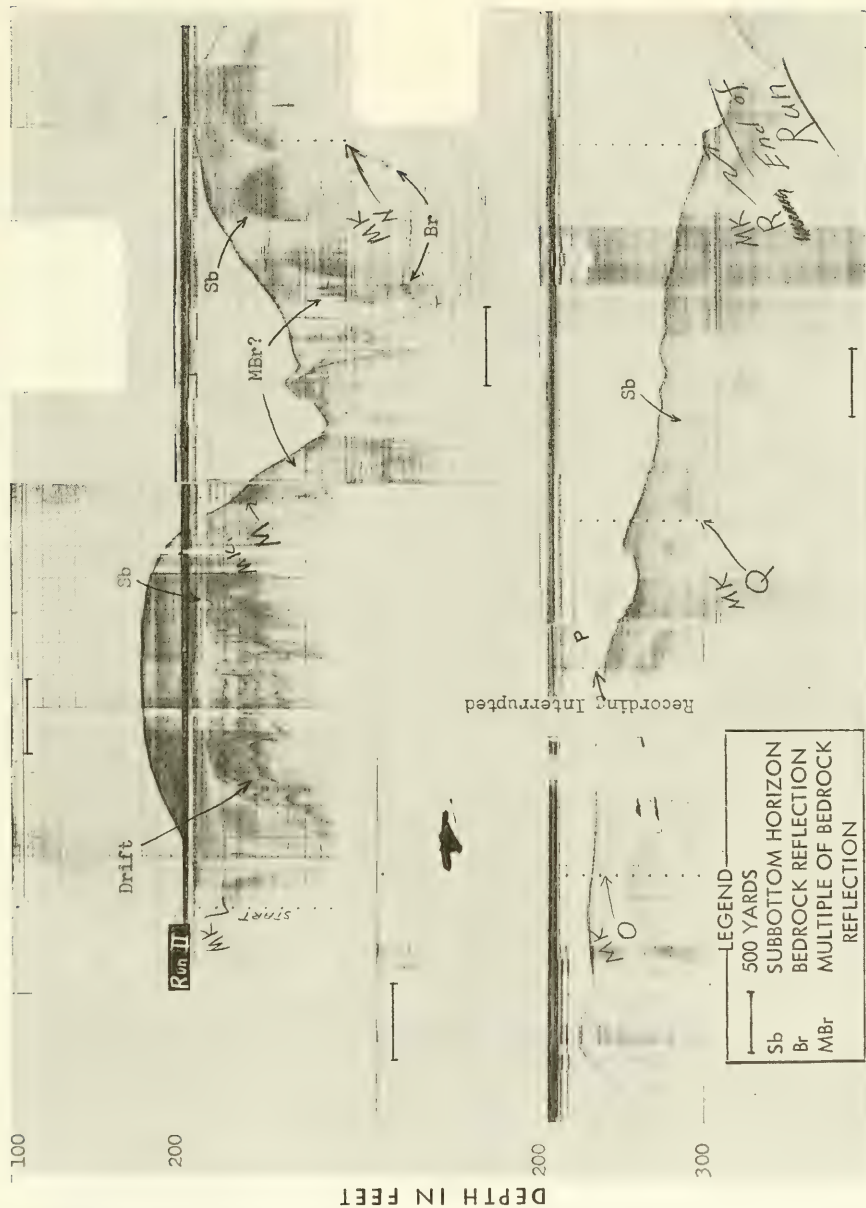 DEPTH IN FEET
100
200
Run II
MK L
START
Drift
Sb
MK
M
MBr?
Sb
MK
N
Br
200
300
MK
O
Recording Interrupted
P
MK
Q
Sb
MK
R
End of
Run
LEGEND
500 YARDS
Sb SUBBOTTOM HORIZON
Br BEDROCK REFLECTION
MBr MULTIPLE OF BEDROCK
REFLECTION